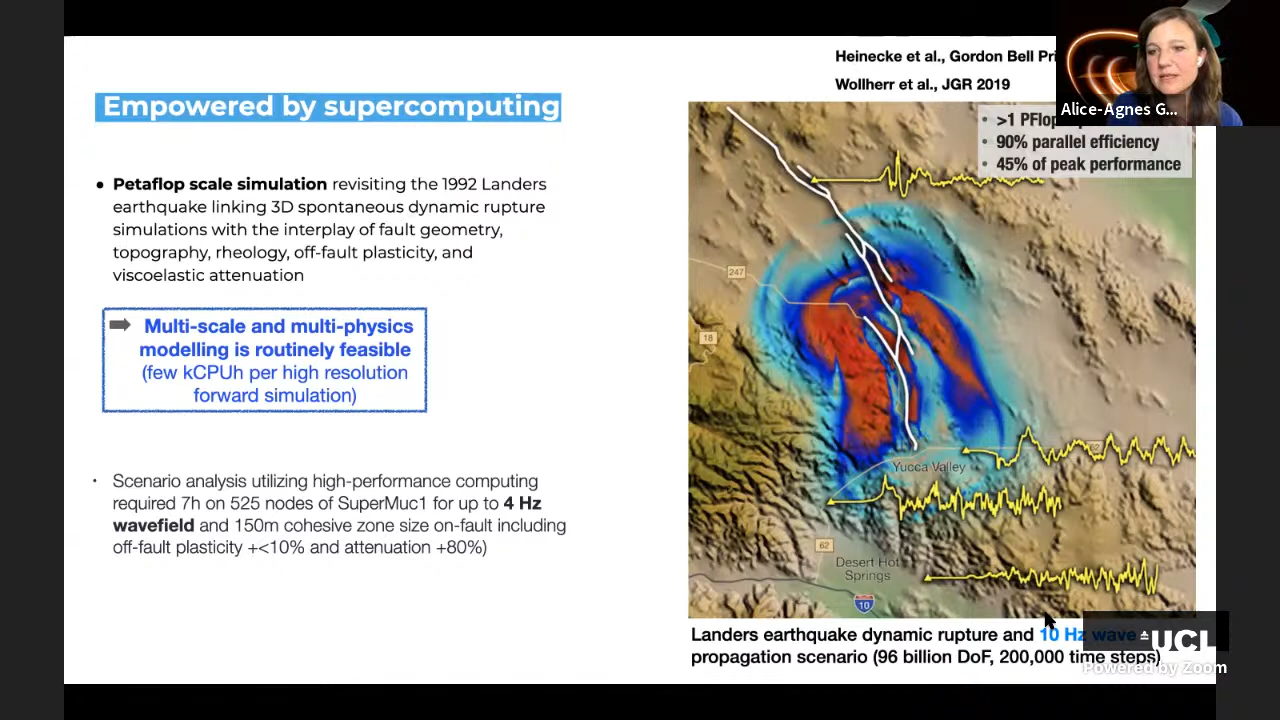 Heinecke et al., Gordon Bell Pri
Wollherr et al., JGR 2019
Alice-Agnes G...
Empowered by supercomputing
• >1 PFlop
• 90% parallel efficiency
• 45% of peak performance
• Petaflop scale simulation revisiting the 1992 Landers
earthquake linking 3D spontaneous dynamic rupture
simulations with the interplay of fault geometry,
topography, rheology, off-fault plasticity, and
viscoelastic attenuation
➡ Multi-scale and multi-physics
modelling is routinely feasible
(few kCPUh per high resolution
forward simulation)
· Scenario analysis utilizing high-performance computing
required 7h on 525 nodes of SuperMuc1 for up to 4 Hz
wavefield and 150m cohesive zone size on-fault including
off-fault plasticity +<10% and attenuation +80%)
247
18
62
Yucca Valley
62
Desert Hot
Springs
10
Landers earthquake dynamic rupture and 10 Hz wave
propagation scenario (96 billion DoF, 200,000 time steps)
UCL
Powered by Zoom